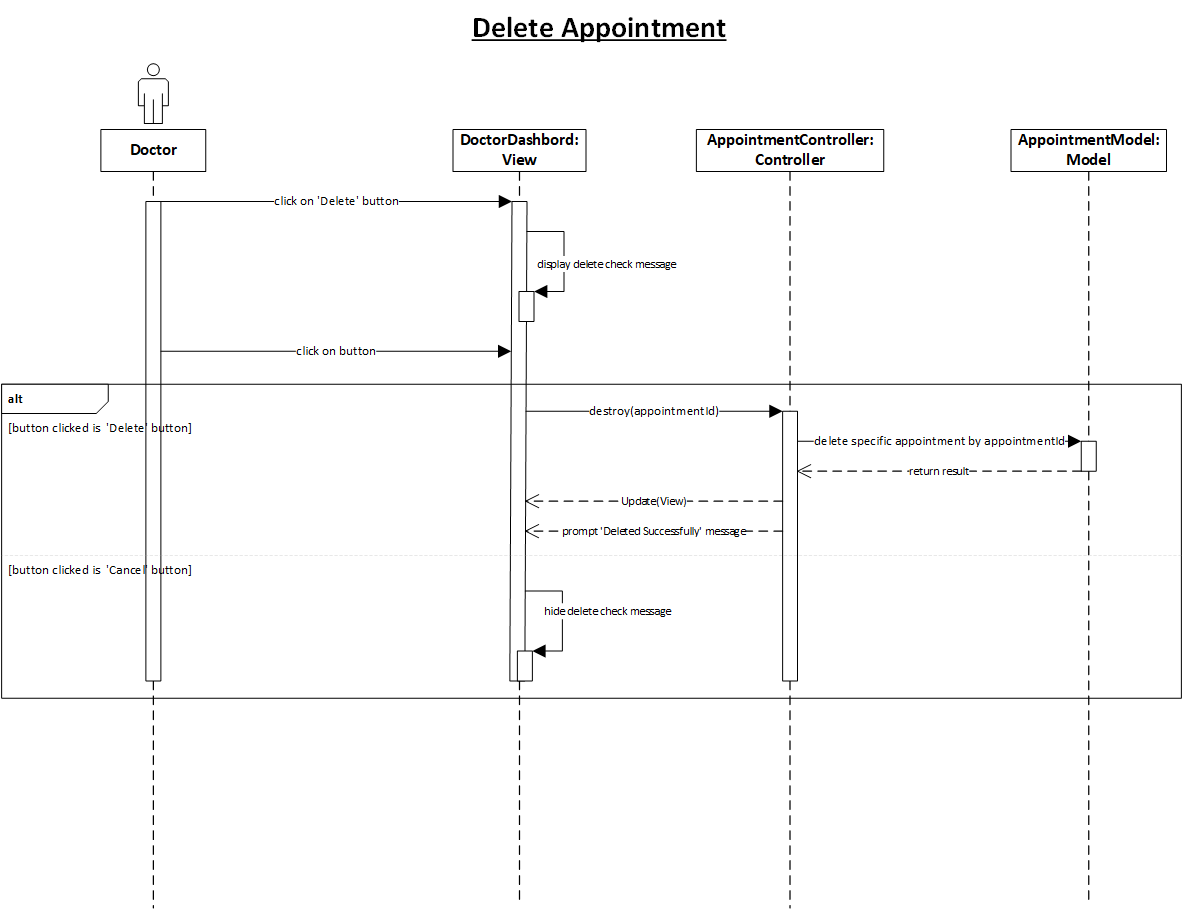 Delete Appointment
Doctor
DoctorDashbord:
View
AppointmentController:
Controller
AppointmentModel:
Model
click on 'Delete' button
display delete check message
click on button
alt
destroy(appointmentId)
[button clicked is 'Delete' button]
delete specific appointment by appointmentId
return result
Update(View)
prompt 'Deleted Successfully' message
[button clicked is 'Cancel' button]
hide delete check message